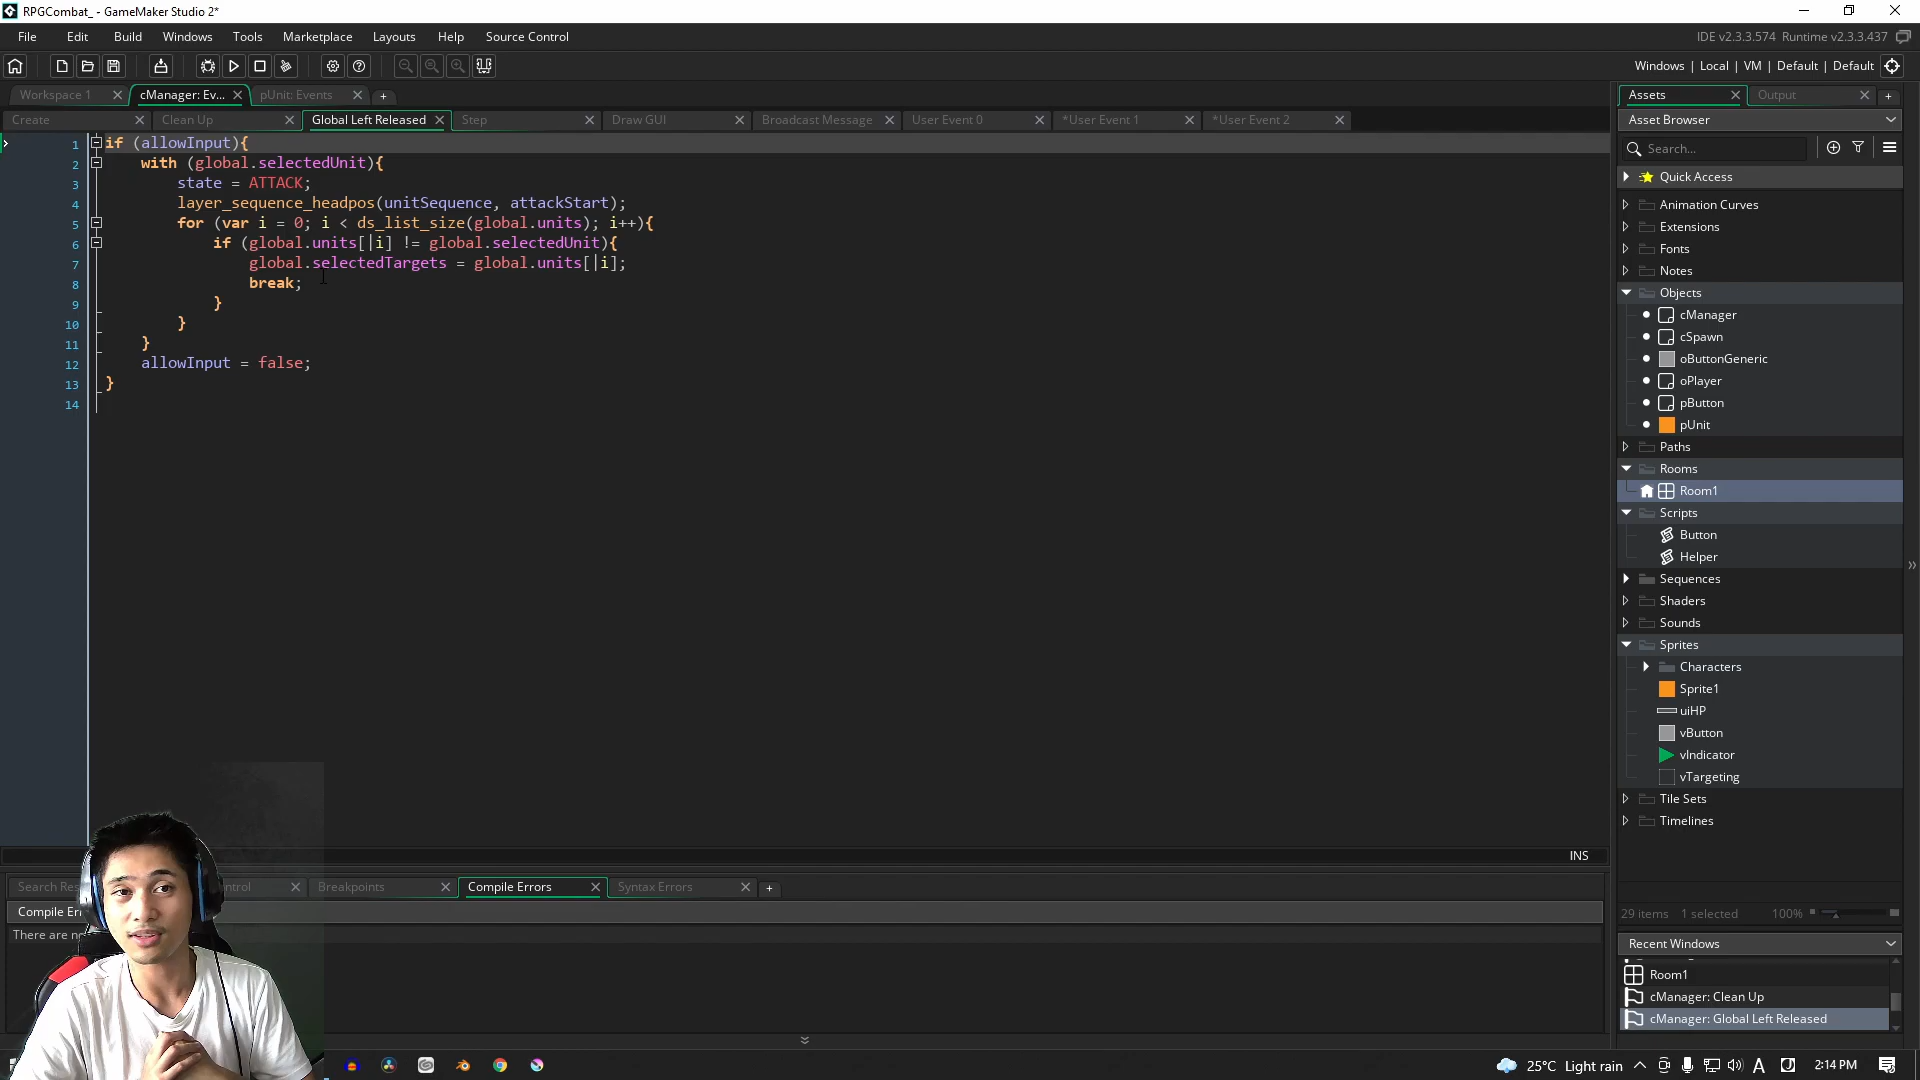 RPGCombat_ - GameMaker Studio 2*
File Edit Build Windows Tools Marketplace Layouts Help Source Control
IDE v2.3.3.574 Runtime v2.3.3.437
Windows | Local | VM | Default | Default
Workspace 1 cManager: Ev... pUnit: Events
Create Clean Up Global Left Released Step Draw GUI Broadcast Message User Event 0 *User Event 1 *User Event 2
1 if (allowInput){
2 with (global.selectedUnit){
3 state = ATTACK;
4 layer_sequence_headpos(unitSequence, attackStart);
5 for (var i = 0; i < ds_list_size(global.units); i++){
6 if (global.units[|i] != global.selectedUnit){
7 global.selectedTargets = global.units[|i];
8 break;
9 }
10 }
11 }
12 allowInput = false;
13 }
14
INS
Assets Output
Asset Browser
Search...
Quick Access
Animation Curves
Extensions
Fonts
Notes
Objects
cManager
cSpawn
oButtonGeneric
oPlayer
pButton
pUnit
Paths
Rooms
Room1
Scripts
Button
Helper
Sequences
Shaders
Sounds
Sprites
Characters
Sprite1
uiHP
vButton
vIndicator
vTargeting
Tile Sets
Timelines
29 items 1 selected 100%
Recent Windows
Room1
cManager: Clean Up
cManager: Global Left Released
Search Breakpoints Compile Errors Syntax Errors
Compile
There are
25°C Light rain A 2:14 PM